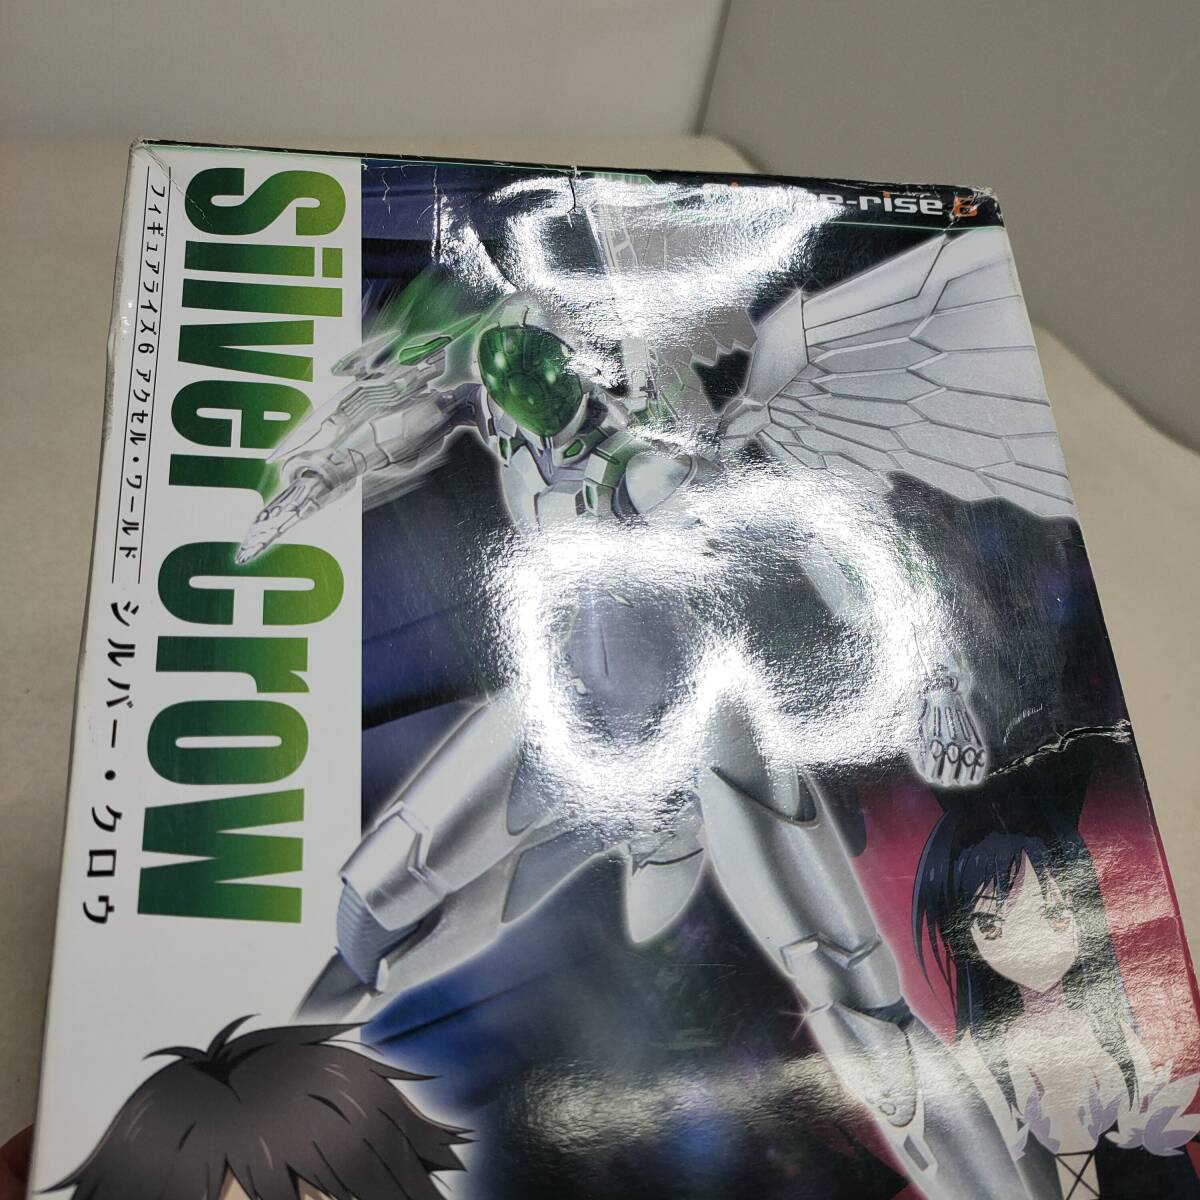 Silver Crow
フィギュアライズ6 アクセル・ワールド
シルバー・クロウ
-rise 6